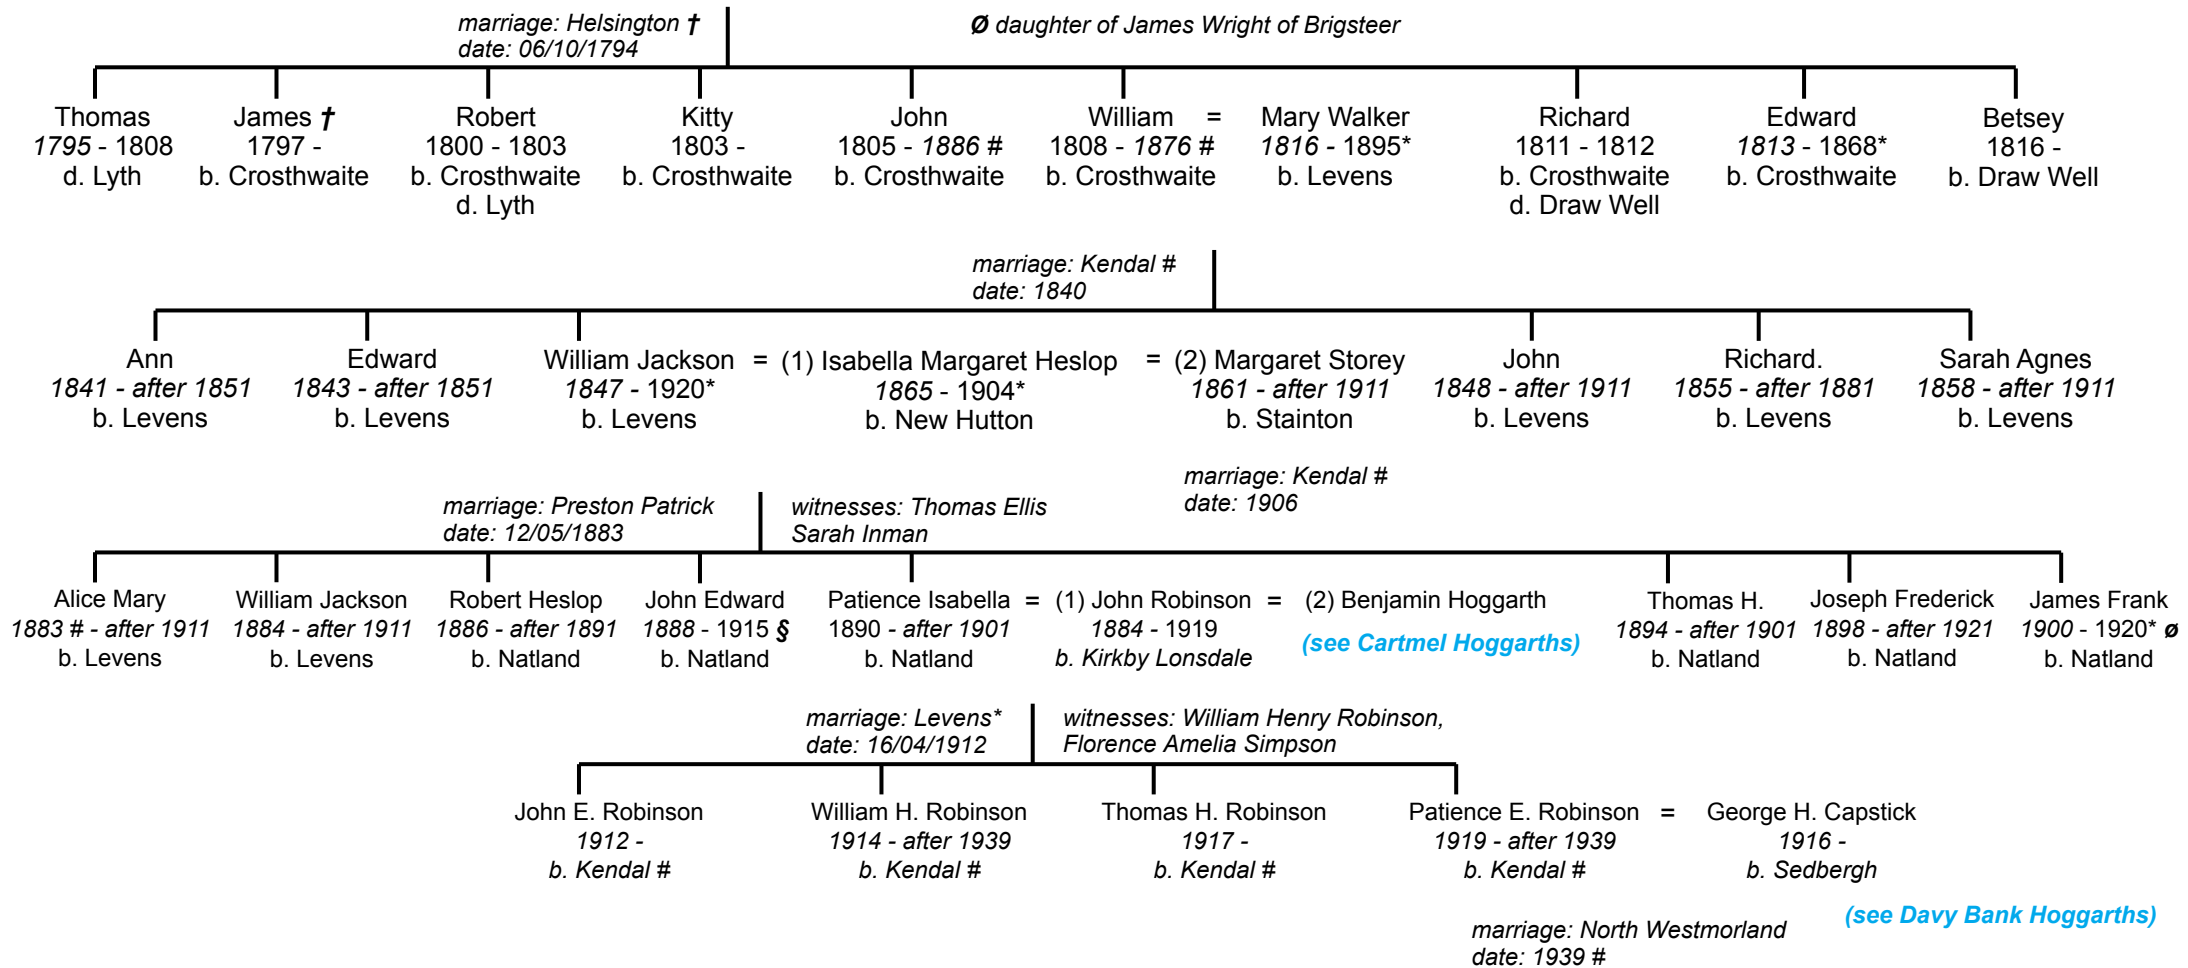 marriage: Helsington †
date: 06/10/1794
Ø daughter of James Wright of Brigsteer
Thomas
1795 - 1808
d. Lyth
James †
1797 -
b. Crosthwaite
Robert
1800 - 1803
b. Crosthwaite
d. Lyth
Kitty
1803 -
b. Crosthwaite
John
1805 - 1886 #
b. Crosthwaite
William =
1808 - 1876 #
b. Crosthwaite
Mary Walker
1816 - 1895*
b. Levens
Richard
1811 - 1812
b. Crosthwaite
d. Draw Well
Edward
1813 - 1868*
b. Crosthwaite
Betsey
1816 -
b. Draw Well
marriage: Kendal #
date: 1840
Ann
1841 - after 1851
b. Levens
Edward
1843 - after 1851
b. Levens
William Jackson =
1847 - 1920*
b. Levens
(1) Isabella Margaret Heslop =
1865 - 1904*
b. New Hutton
(2) Margaret Storey
1861 - after 1911
b. Stainton
John
1848 - after 1911
b. Levens
Richard.
1855 - after 1881
b. Levens
Sarah Agnes
1858 - after 1911
b. Levens
marriage: Kendal #
date: 1906
marriage: Preston Patrick
date: 12/05/1883
witnesses: Thomas Ellis
Sarah Inman
Alice Mary
1883 # - after 1911
b. Levens
William Jackson
1884 - after 1911
b. Levens
Robert Heslop
1886 - after 1891
b. Natland
John Edward
1888 - 1915 §
b. Natland
Patience Isabella =
1890 - after 1901
b. Natland
(1) John Robinson =
1884 - 1919
b. Kirkby Lonsdale
(2) Benjamin Hoggarth
(see Cartmel Hoggarths)
Thomas H.
1894 - after 1901
b. Natland
Joseph Frederick
1898 - after 1921
b. Natland
James Frank
1900 - 1920* ø
b. Natland
marriage: Levens*
date: 16/04/1912
witnesses: William Henry Robinson,
Florence Amelia Simpson
John E. Robinson
1912 -
b. Kendal #
William H. Robinson
1914 - after 1939
b. Kendal #
Thomas H. Robinson
1917 -
b. Kendal #
Patience E. Robinson =
1919 - after 1939
b. Kendal #
George H. Capstick
1916 -
b. Sedbergh
(see Davy Bank Hoggarths)
marriage: North Westmorland
date: 1939 #